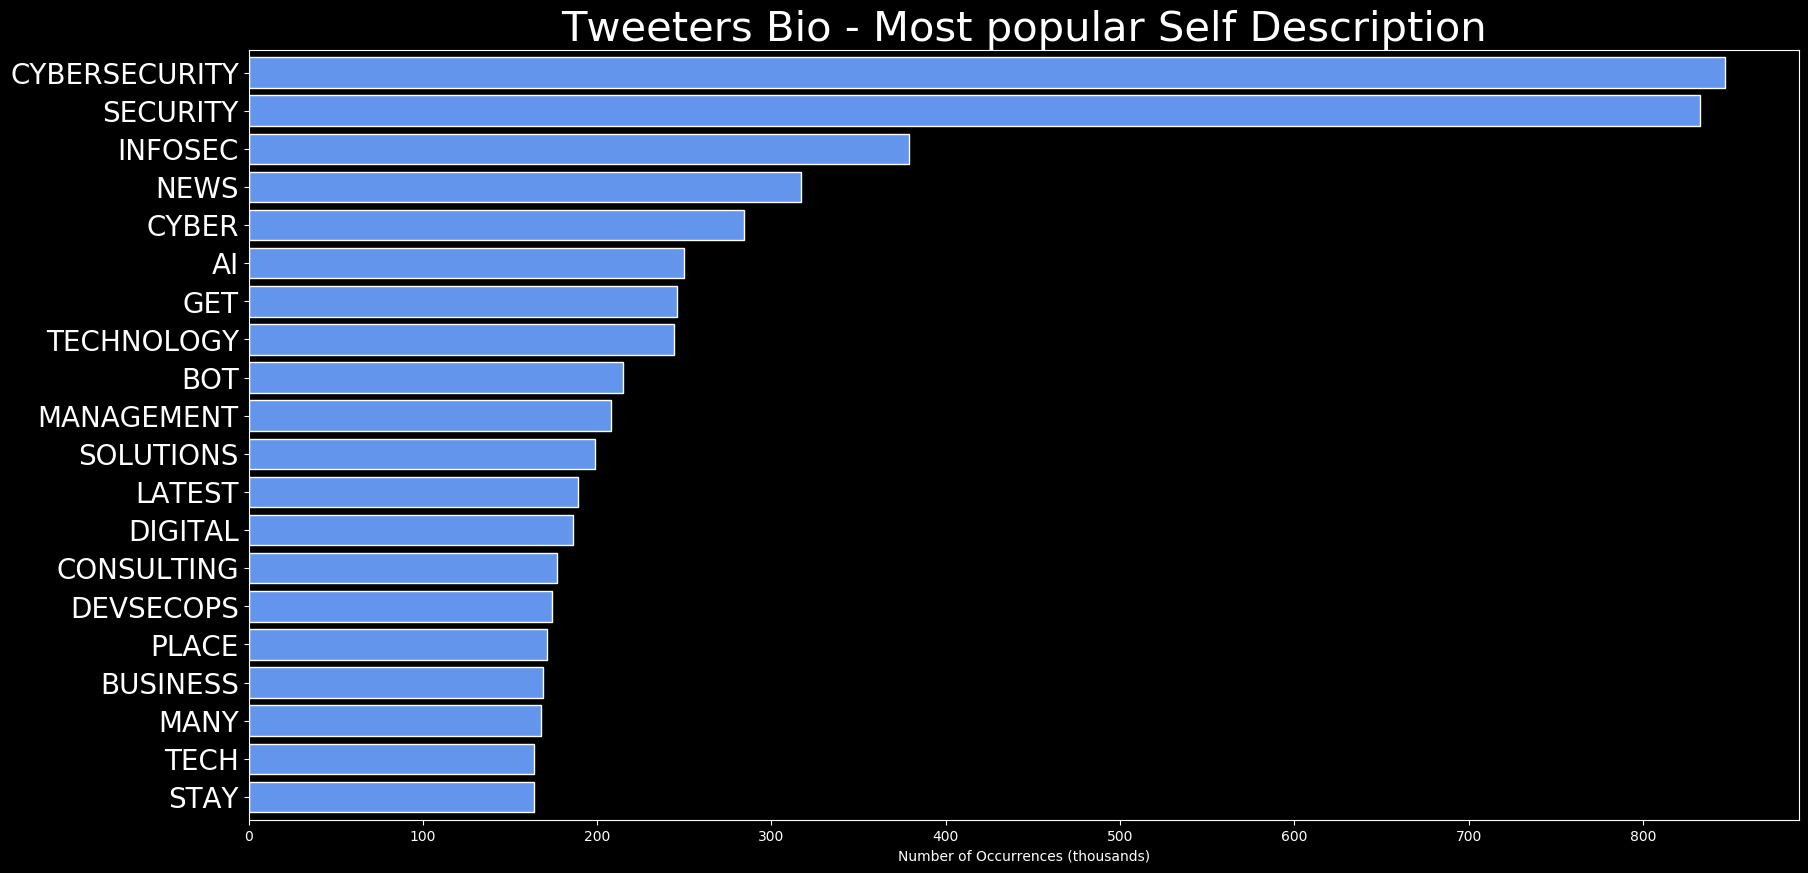 Tweeters Bio - Most popular Self Description
CYBERSECURITY
SECURITY
INFOSEC
NEWS
CYBER
AI
GET
TECHNOLOGY
BOT
MANAGEMENT
SOLUTIONS
LATEST
DIGITAL
CONSULTING
DEVSECOPS
PLACE
BUSINESS
MANY
TECH
STAY
0 100 200 300 400 500 600 700 800
Number of Occurrences (thousands)